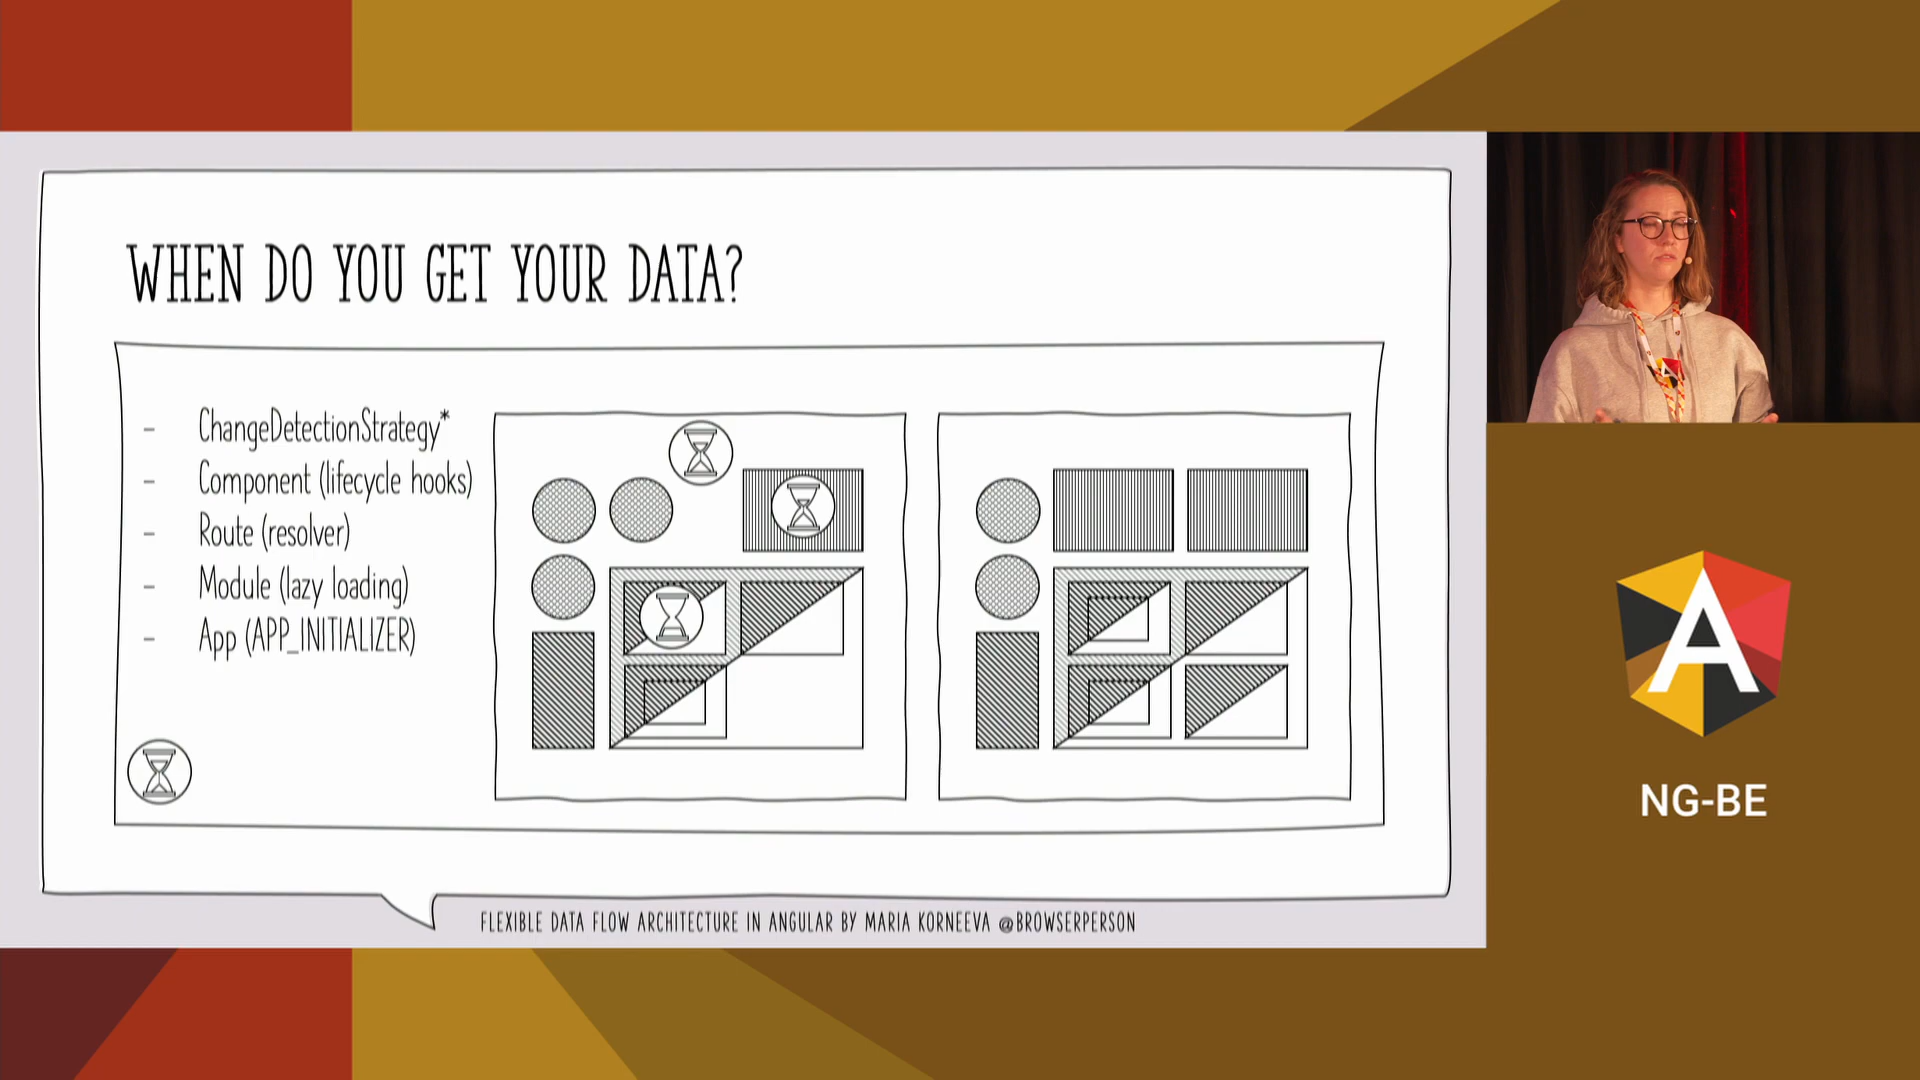 WHEN DO YOU GET YOUR DATA?
- ChangeDetectionStrategy*
- Component (lifecycle hooks)
- Route (resolver)
- Module (lazy loading)
- App (APP_INITIALIZER)
FLEXIBLE DATA FLOW ARCHITECTURE IN ANGULAR BY MARIA KORNEEVA @BROWSERPERSON
A
NG-BE